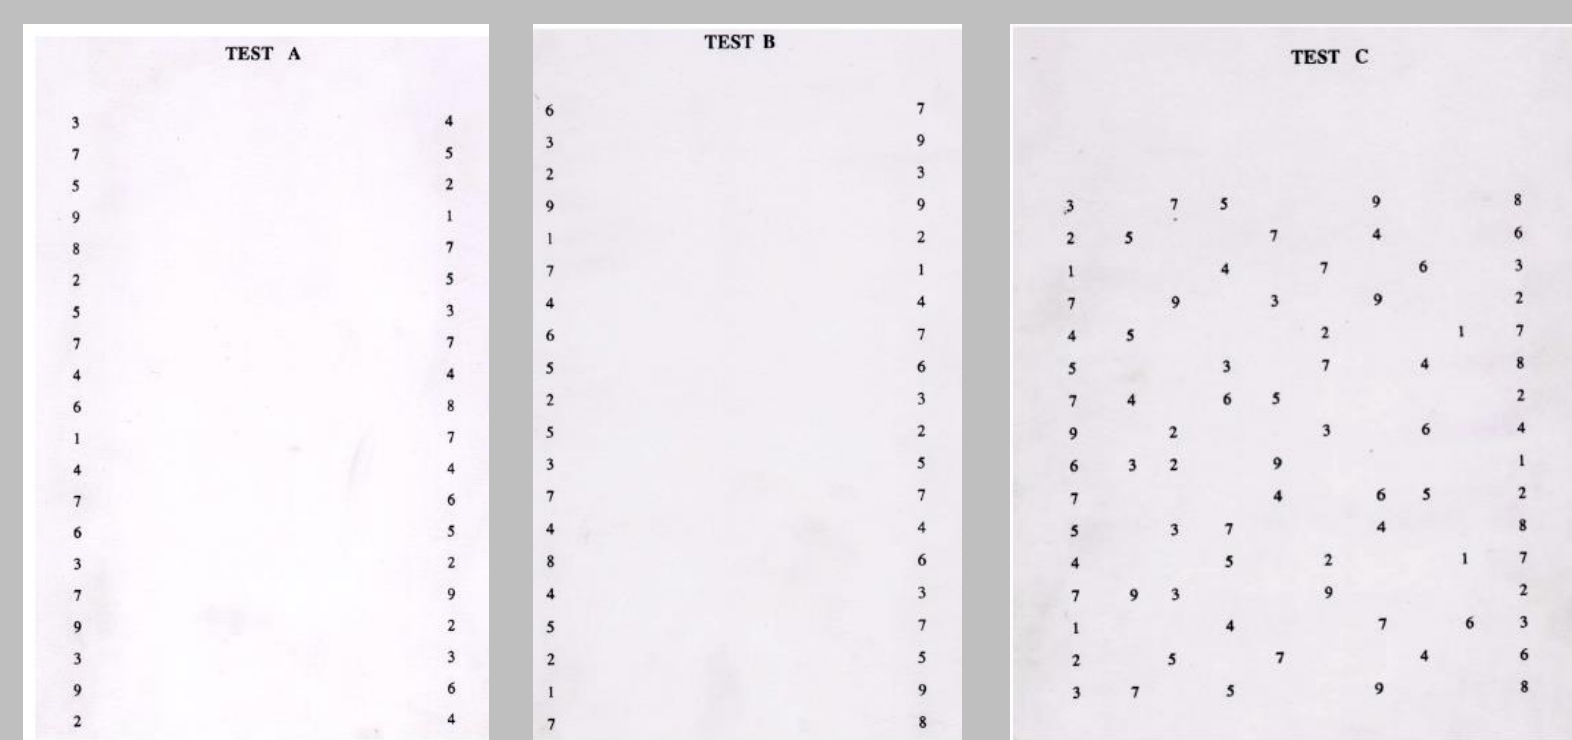 TEST A
3 4
7 5
5 2
9 1
8 7
2 5
5 3
7 7
4 4
6 8
1 7
4 4
7 6
6 5
3 2
7 9
9 2
3 3
9 6
2 4
TEST B
6 7
3 9
2 3
9 9
1 2
7 1
4 4
6 7
5 6
2 3
5 2
3 5
7 7
4 4
8 6
4 3
5 7
2 5
1 9
7 8
TEST C
3 7 5 9 8
2 5 7 4 6
1 4 7 6 3
7 9 3 9 2
4 5 2 1 7
5 3 7 4 8
7 4 6 5 2
9 2 3 6 4
6 3 2 9 1
7 4 6 5 2
5 3 7 4 8
4 5 2 1 7
7 9 3 9 2
1 4 7 6 3
2 5 7 4 6
3 7 5 9 8